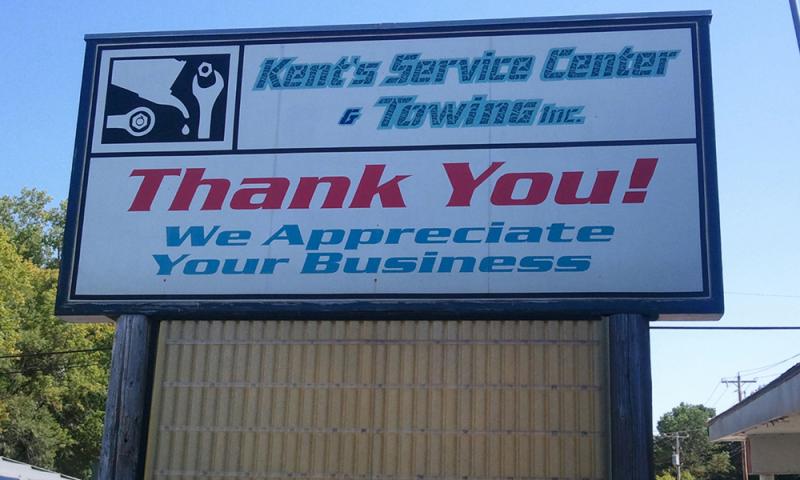 Kent's Service Center
& Towing Inc.
Thank You!
We Appreciate
Your Business